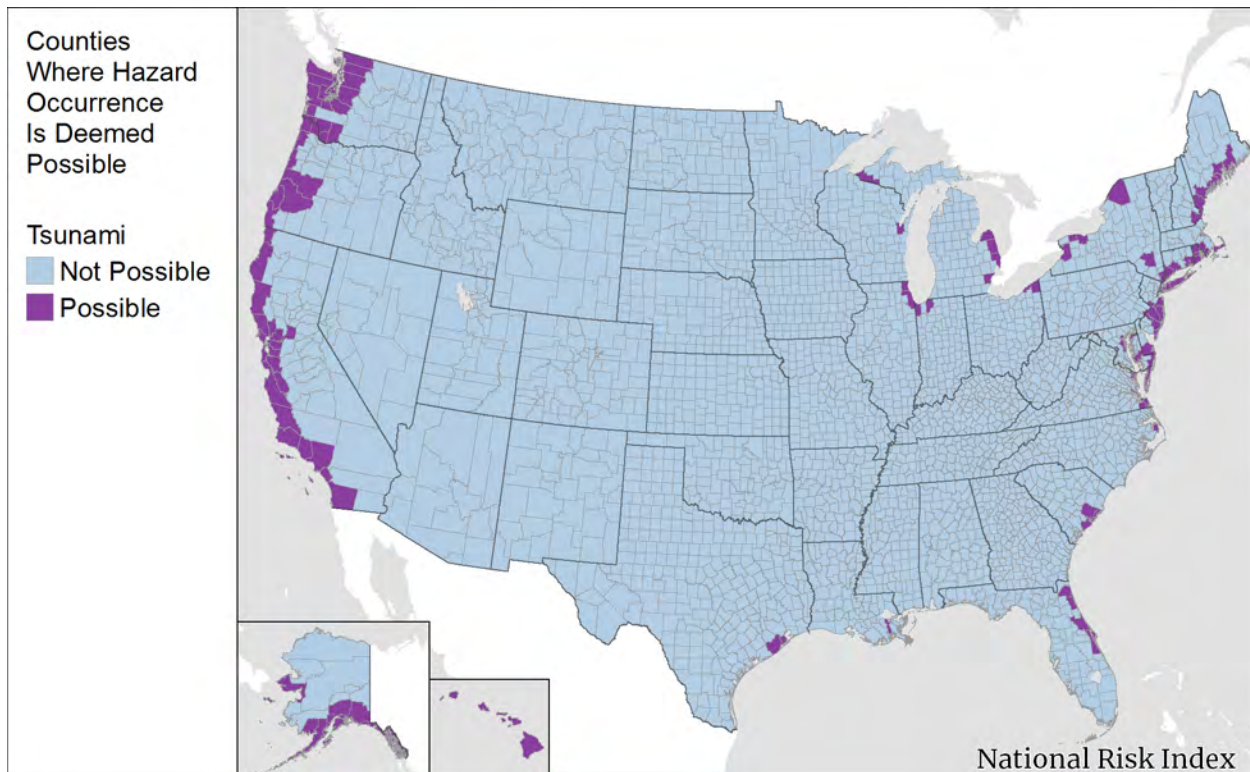 Counties
Where Hazard
Occurrence
Is Deemed
Possible
Tsunami
Not Possible
Possible
National Risk Index